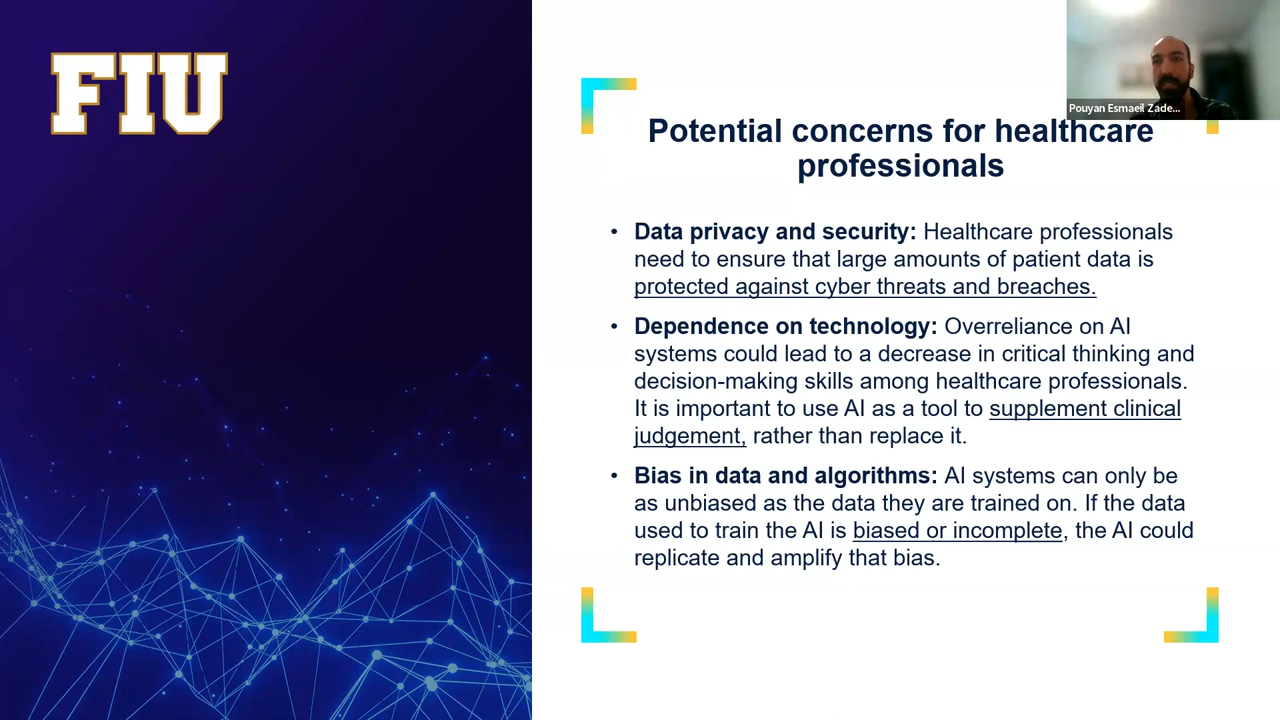 FIU
Pouyan Esmaeil Zade...
Potential concerns for healthcare
professionals
• Data privacy and security: Healthcare professionals
need to ensure that large amounts of patient data is
protected against cyber threats and breaches.
• Dependence on technology: Overreliance on AI
systems could lead to a decrease in critical thinking and
decision-making skills among healthcare professionals.
It is important to use AI as a tool to supplement clinical
judgement, rather than replace it.
• Bias in data and algorithms: AI systems can only be
as unbiased as the data they are trained on. If the data
used to train the AI is biased or incomplete, the AI could
replicate and amplify that bias.